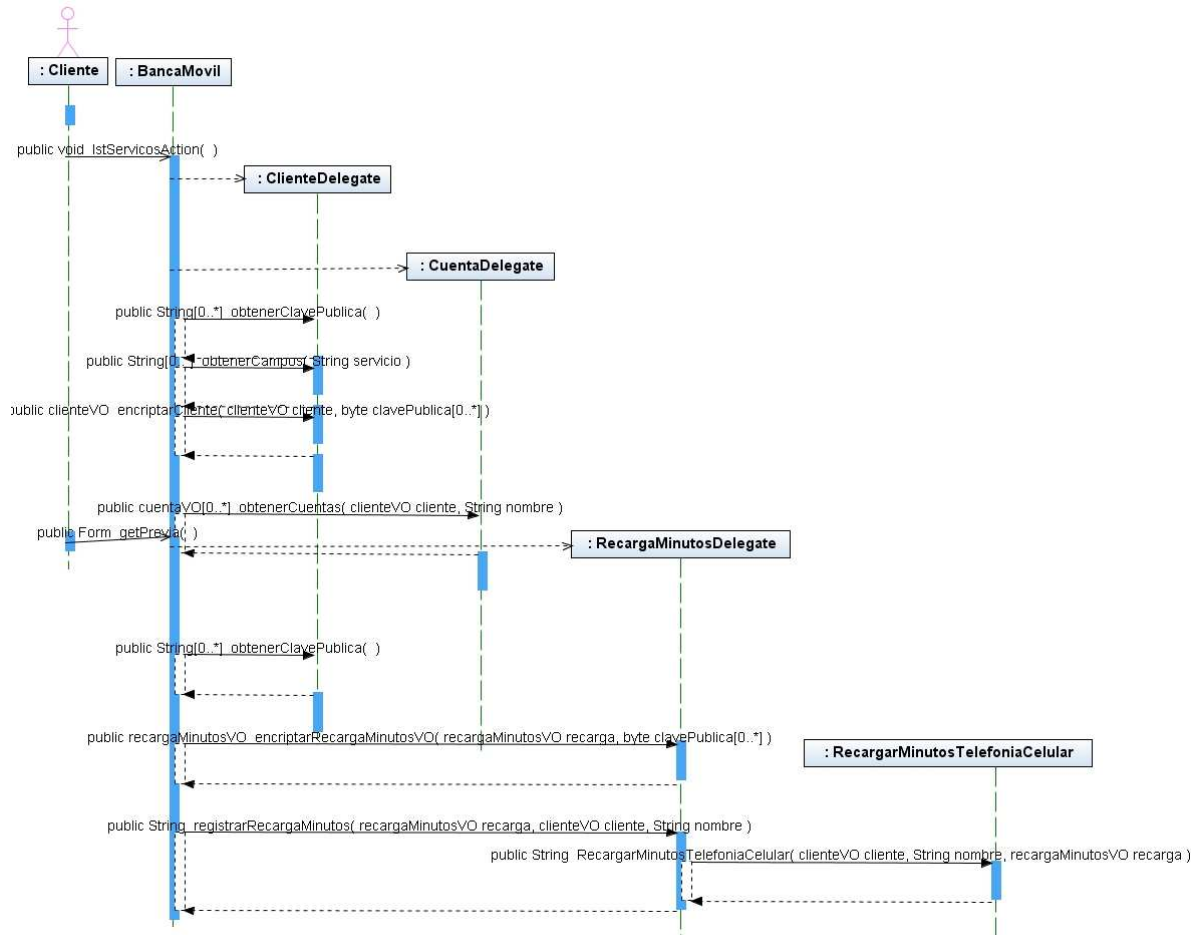 : Cliente
: BancaMovil
public void lstServicosAction( )
: ClienteDelegate
: CuentaDelegate
public String[0..*] obtenerClavePublica( )
public String[0..*] obtenerCampos( String servicio )
public clienteVO encriptarCliente( clienteVO cliente, byte clavePublica[0..*] )
public cuentaVO[0..*] obtenerCuentas( clienteVO cliente, String nombre )
public Form getPrevia( )
: RecargaMinutosDelegate
public String[0..*] obtenerClavePublica( )
public recargaMinutosVO encriptarRecargaMinutosVO( recargaMinutosVO recarga, byte clavePublica[0..*] )
: RecargarMinutosTelefoniaCelular
public String registrarRecargaMinutos( recargaMinutosVO recarga, clienteVO cliente, String nombre )
public String RecargarMinutosTelefoniaCelular( clienteVO cliente, String nombre, recargaMinutosVO recarga )